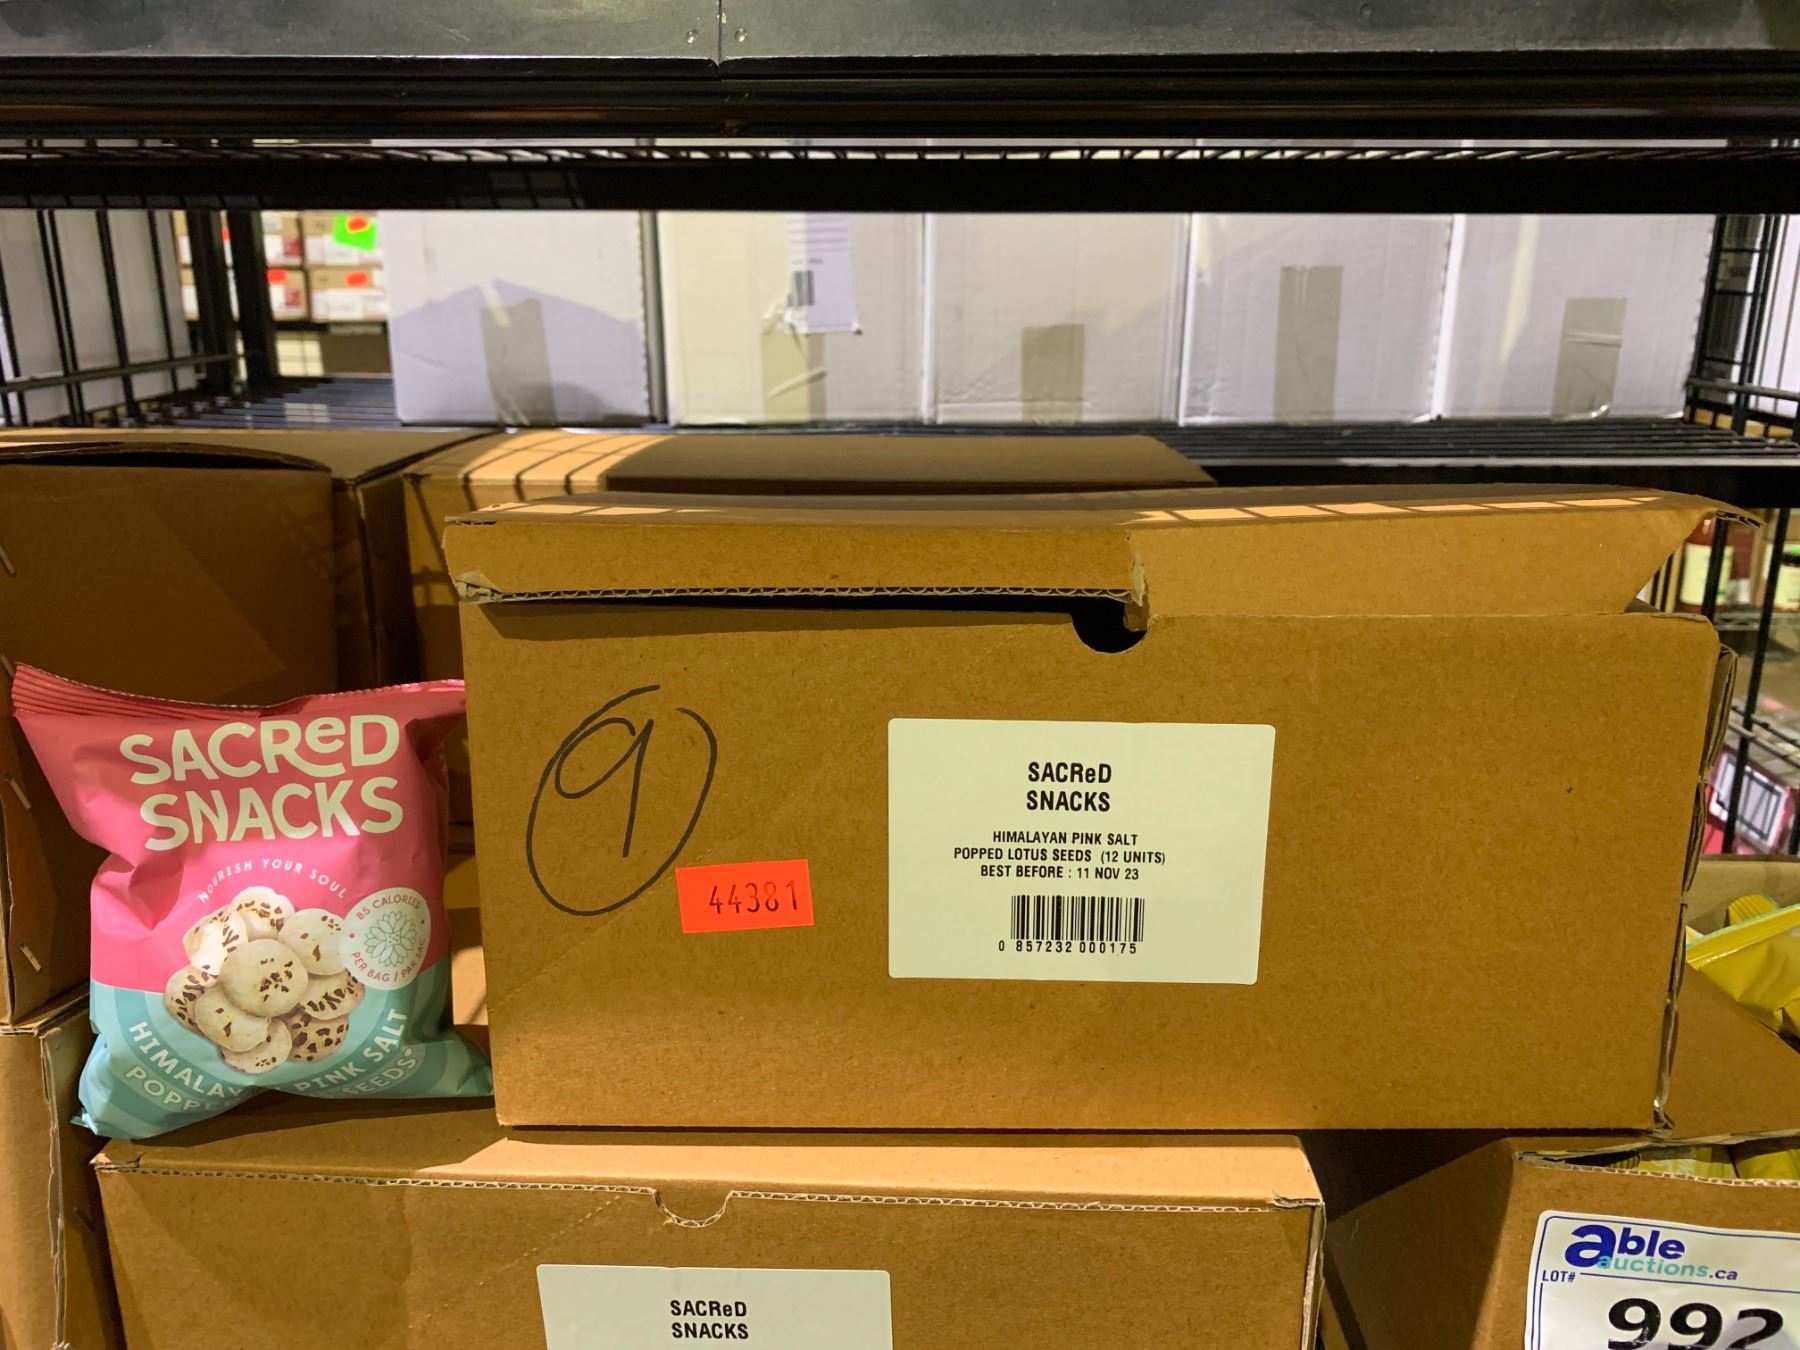 SACReD
SNACKS
NOURISH YOUR SOUL
85 CALORIES
PER BAG / PAR SAC
HIMALAYAN PINK SALT
POPPED SEEDS
9
44381
SACReD
SNACKS
HIMALAYAN PINK SALT
POPPED LOTUS SEEDS (12 UNITS)
BEST BEFORE : 11 NOV 23
0 857232 000175
SACReD
SNACKS
able
auctions.ca
LOT#
992